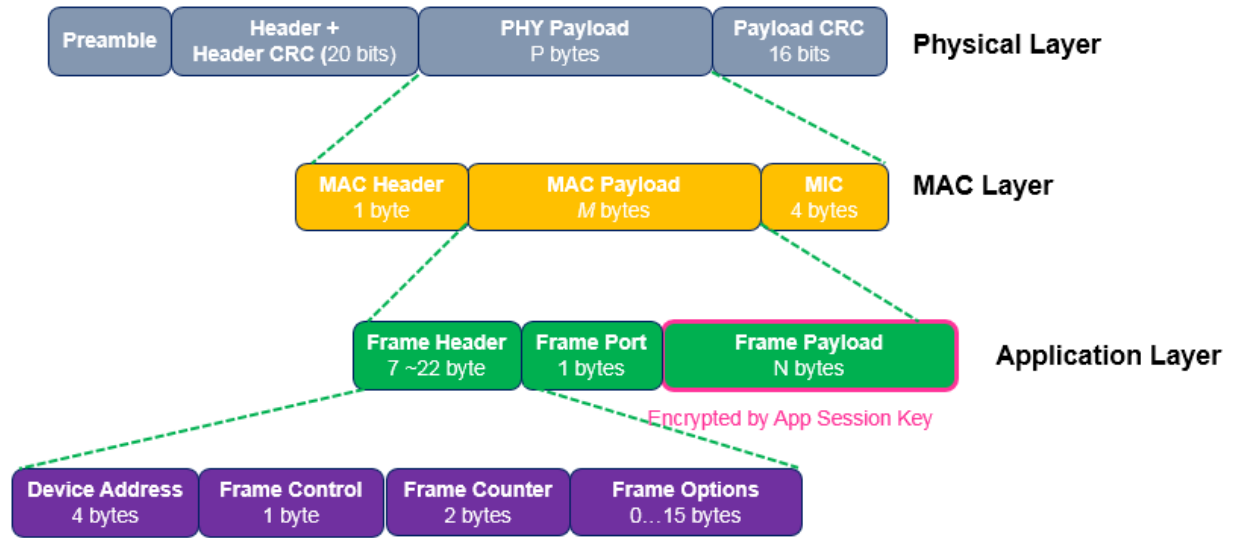 Preamble
Header +
Header CRC (20 bits)
PHY Payload
P bytes
Payload CRC
16 bits
Physical Layer
MAC Header
1 byte
MAC Payload
M bytes
MIC
4 bytes
MAC Layer
Frame Header
7 ~22 byte
Frame Port
1 bytes
Frame Payload
N bytes
Application Layer
Encrypted by App Session Key
Device Address
4 bytes
Frame Control
1 byte
Frame Counter
2 bytes
Frame Options
0…15 bytes